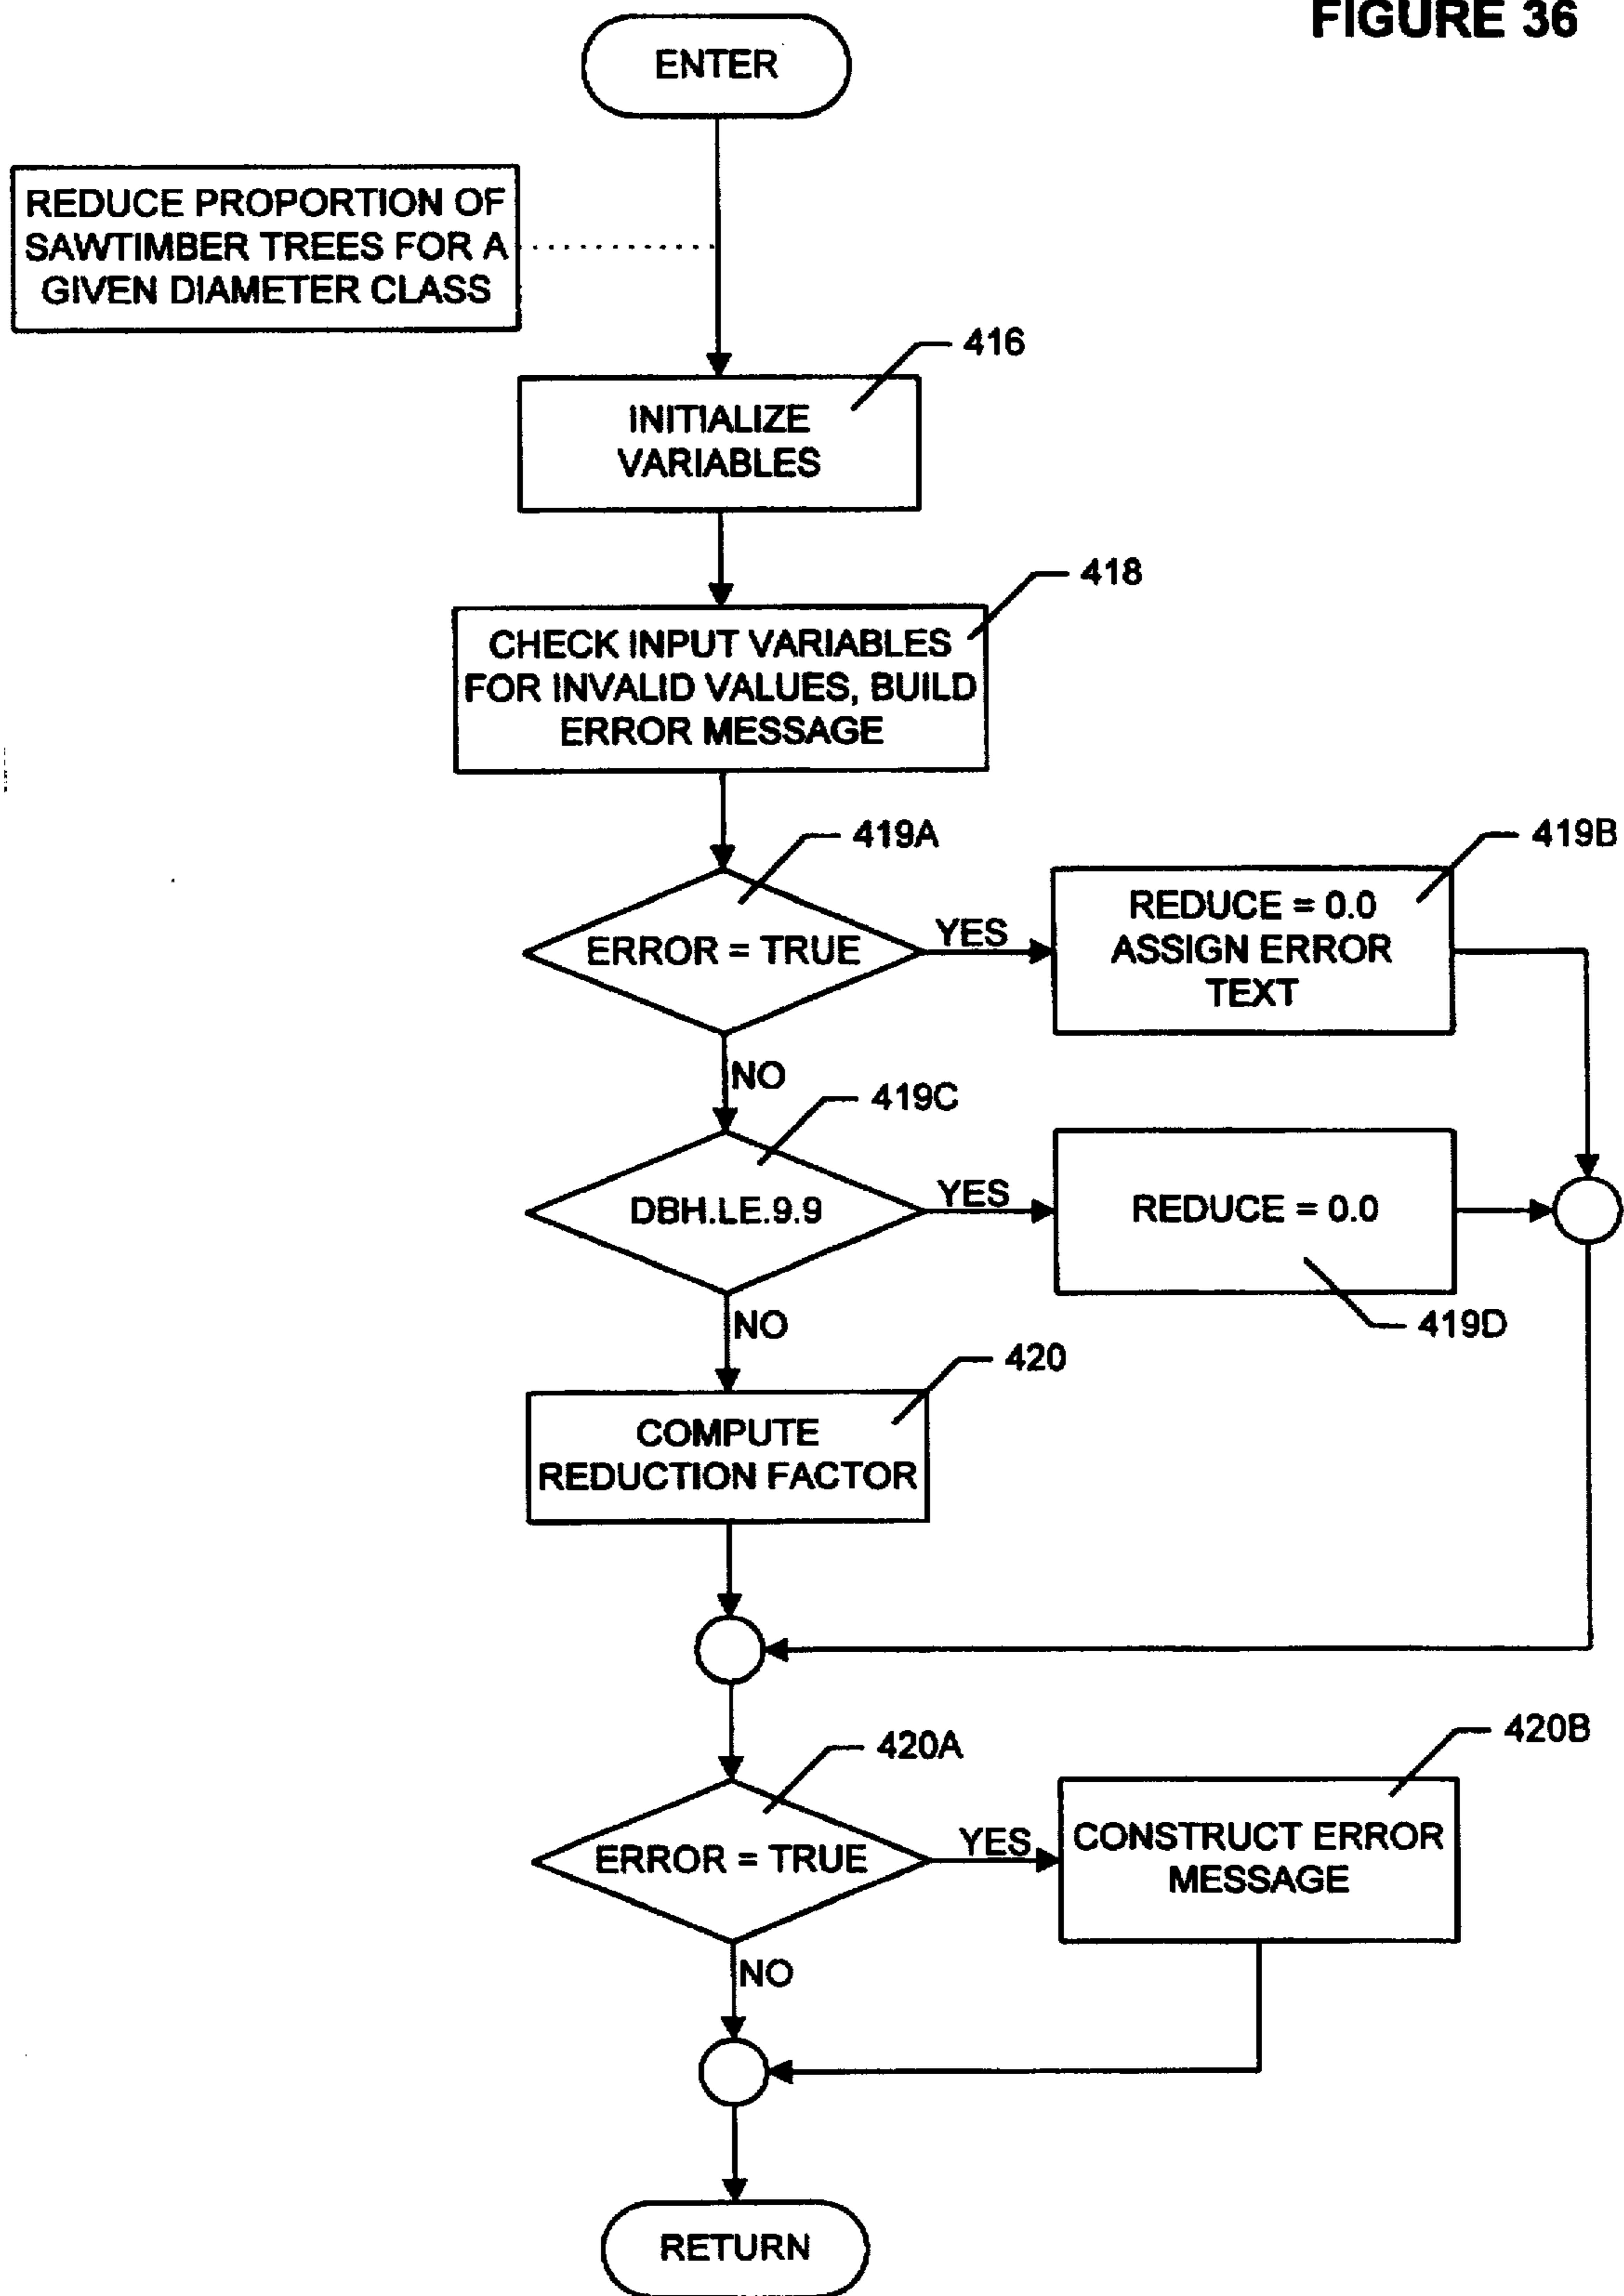 FIGURE 36
ENTER
REDUCE PROPORTION OF
SAWTIMBER TREES FOR A
GIVEN DIAMETER CLASS
416
INITIALIZE
VARIABLES
418
CHECK INPUT VARIABLES
FOR INVALID VALUES, BUILD
ERROR MESSAGE
419A
ERROR = TRUE
YES
419B
REDUCE = 0.0
ASSIGN ERROR
TEXT
NO
419C
DBH.LE.9.9
YES
REDUCE = 0.0
419D
NO
420
COMPUTE
REDUCTION FACTOR
420A
ERROR = TRUE
YES
420B
CONSTRUCT ERROR
MESSAGE
NO
RETURN